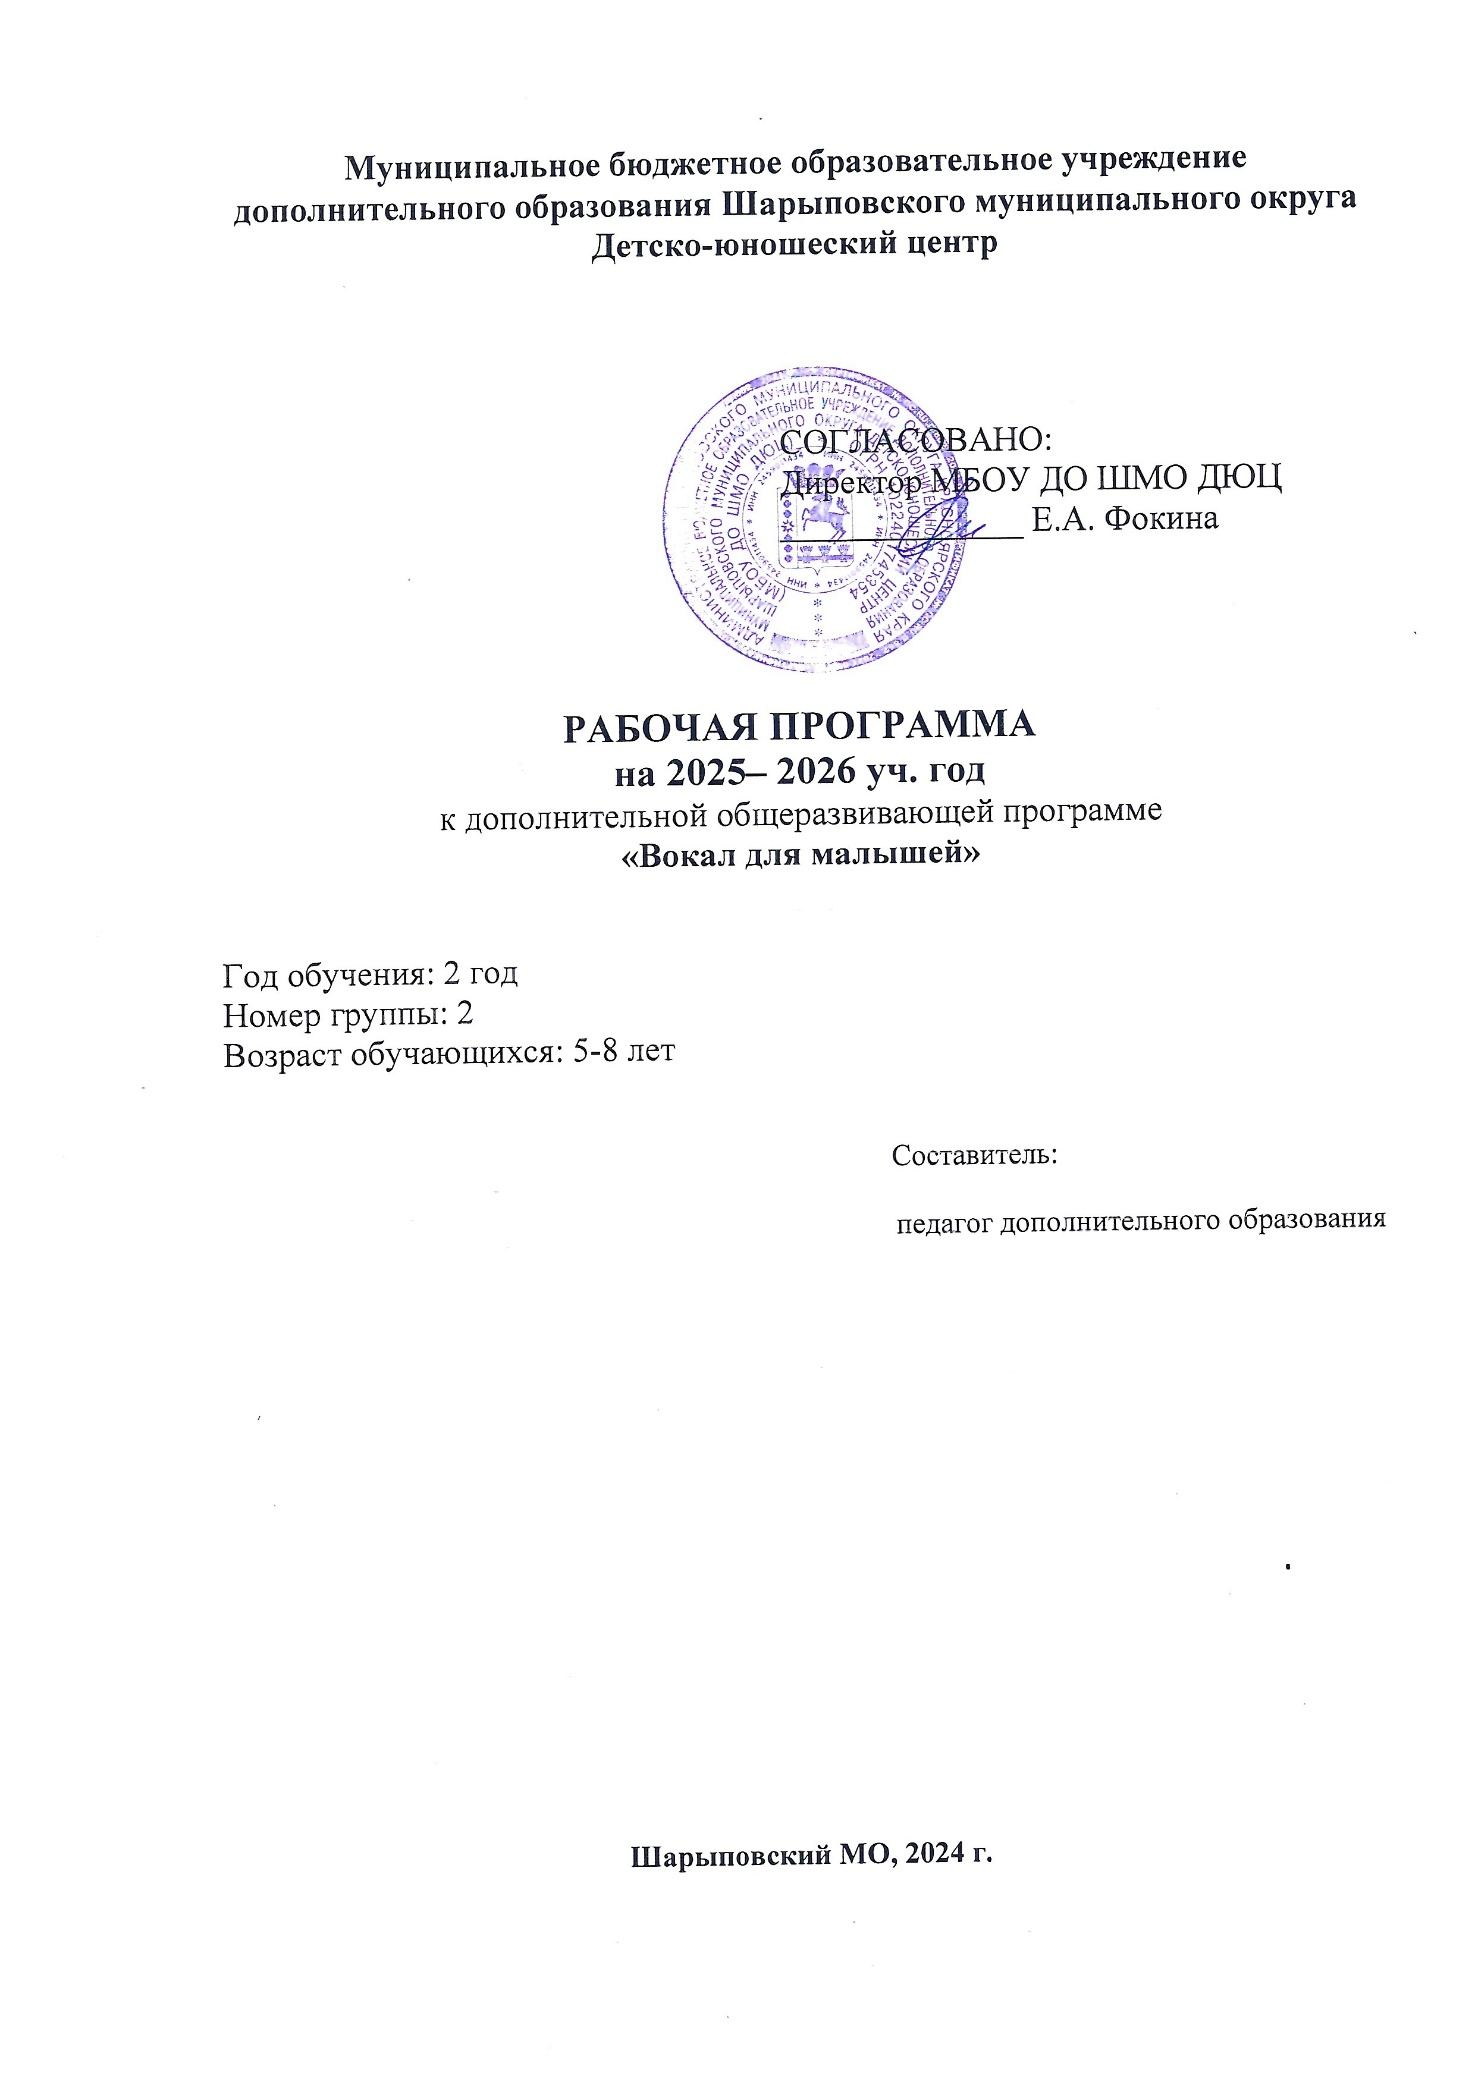 Муниципальное бюджетное образовательное учреждение
дополнительного образования Шарыповского муниципального округа
Детско-юношеский центр
СОГЛАСОВАНО:
Директор МБОУ ДО ШМО ДЮЦ
Е.А. Фокина
РАБОЧАЯ ПРОГРАММА
на 2025– 2026 уч. год
к дополнительной общеразвивающей программе
«Вокал для малышей»
Год обучения: 2 год
Номер группы: 2
Возраст обучающихся: 5-8 лет
Составитель:
педагог дополнительного образования
Шарыповский МО, 2024 г.